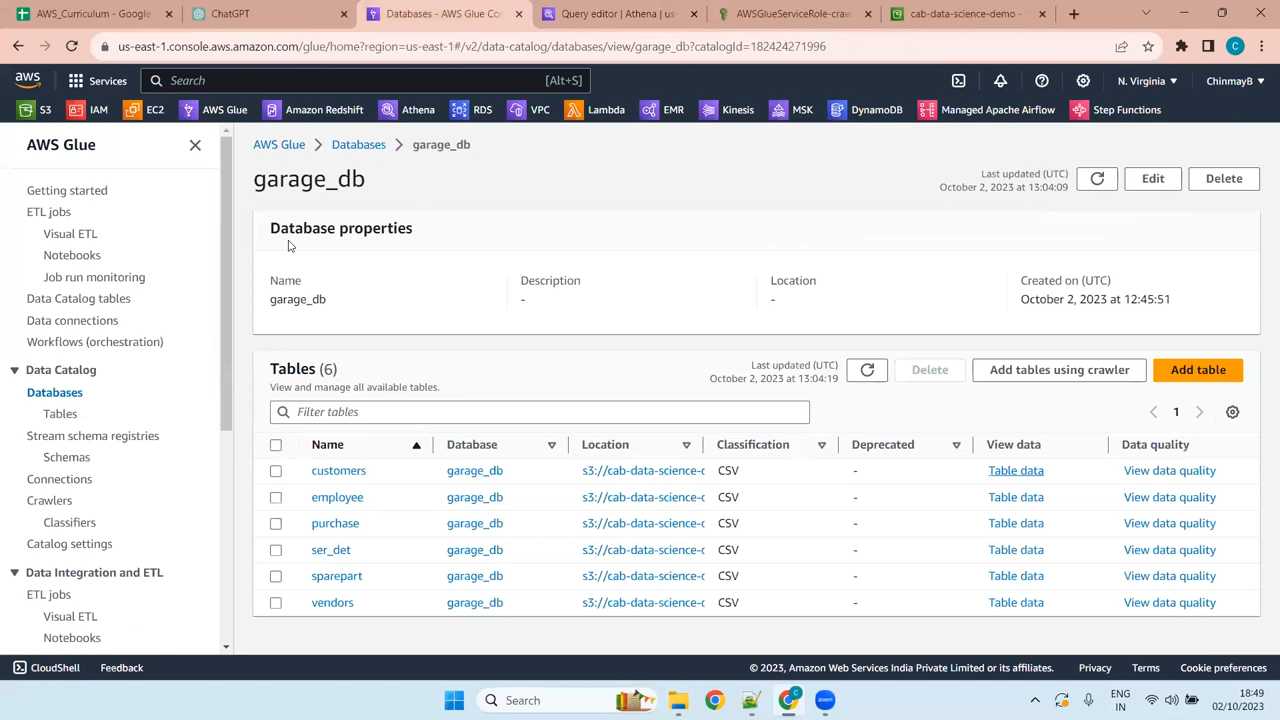 AWS_Curriculum - Google
ChatGPT
Databases - AWS Glue Con
Query editor | Athena | us-
AWSGlueServiceRole-craw
cab-data-science-demo -
us-east-1.console.aws.amazon.com/glue/home?region=us-east-1#/v2/data-catalog/databases/view/garage_db?catalogId=182424271996
C
aws
Services
Search
[Alt+S]
N. Virginia
ChinmayB
S3
IAM
EC2
AWS Glue
Amazon Redshift
Athena
RDS
VPC
Lambda
EMR
Kinesis
MSK
DynamoDB
Managed Apache Airflow
Step Functions
AWS Glue
Getting started
ETL jobs
Visual ETL
Notebooks
Job run monitoring
Data Catalog tables
Data connections
Workflows (orchestration)
Data Catalog
Databases
Tables
Stream schema registries
Schemas
Connections
Crawlers
Classifiers
Catalog settings
Data Integration and ETL
ETL jobs
Visual ETL
Notebooks
AWS Glue > Databases > garage_db
garage_db
Last updated (UTC)
October 2, 2023 at 13:04:09
Edit
Delete
Database properties
Name
garage_db
Description
-
Location
-
Created on (UTC)
October 2, 2023 at 12:45:51
Tables (6)
View and manage all available tables.
Last updated (UTC)
October 2, 2023 at 13:04:19
Delete
Add tables using crawler
Add table
Filter tables
1
Name Database Location Classification Deprecated View data Data quality
customers garage_db s3://cab-data-science-c CSV - Table data View data quality
employee garage_db s3://cab-data-science-c CSV - Table data View data quality
purchase garage_db s3://cab-data-science-c CSV - Table data View data quality
ser_det garage_db s3://cab-data-science-c CSV - Table data View data quality
sparepart garage_db s3://cab-data-science-c CSV - Table data View data quality
vendors garage_db s3://cab-data-science-c CSV - Table data View data quality
CloudShell
Feedback
© 2023, Amazon Web Services India Private Limited or its affiliates.
Privacy
Terms
Cookie preferences
Search
C
zoom
ENG
IN
18:49
02/10/2023